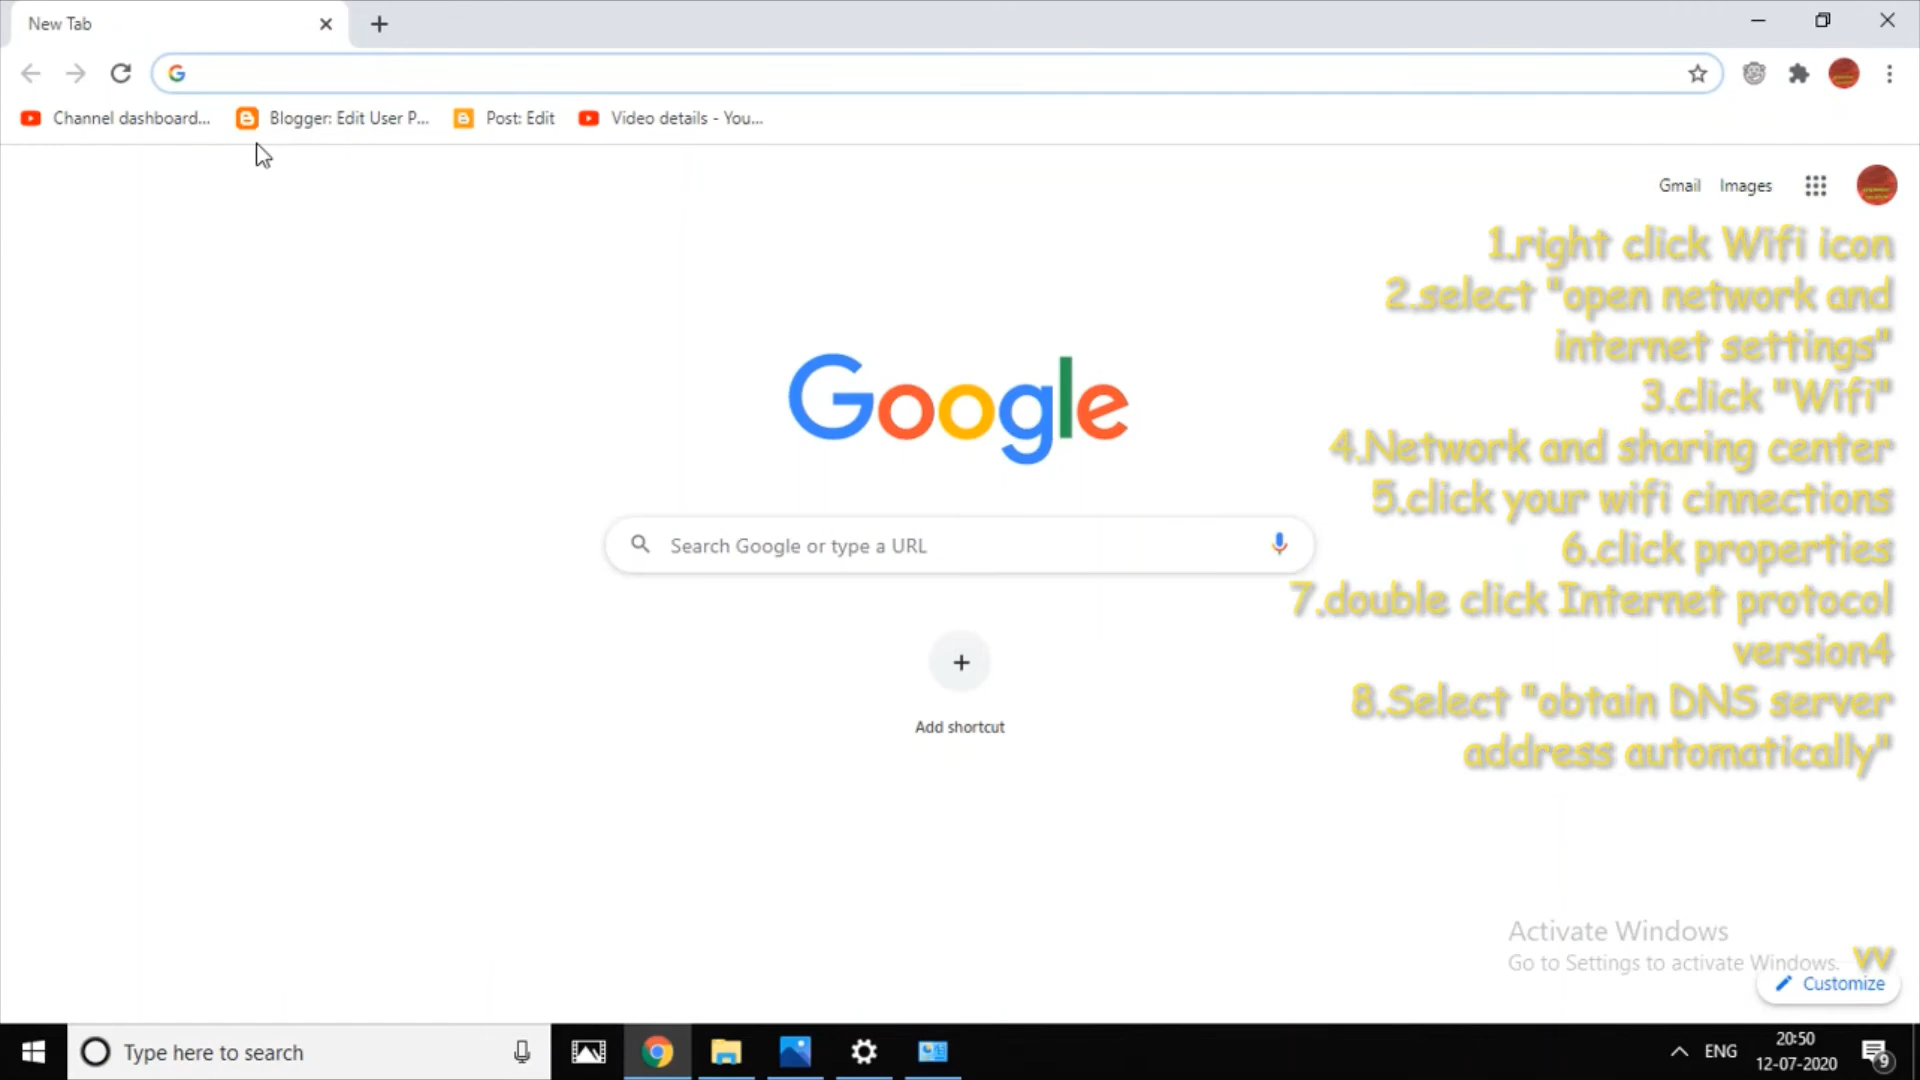 New Tab
Channel dashboard...
Blogger: Edit User P...
Post: Edit
Video details - You...
Gmail
Images
1.right click Wifi icon
2.select "open network and
internet settings"
3.click "Wifi"
4.Network and sharing center
5.click your wifi cinnections
6.click properties
7.double click Internet protocol
version4
8.Select "obtain DNS server
address automatically"
Google
Search Google or type a URL
Add shortcut
Activate Windows
Go to Settings to activate Windows.
vv
Customize
Type here to search
ENG
20:50
12-07-2020
9